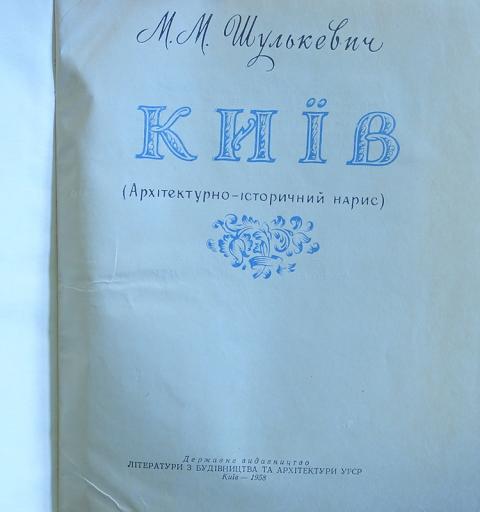 М. М. Шулькевич
КИЇВ
(Архітектурно-історичний нарис)
Державне видавництво
ЛІТЕРАТУРИ З БУДІВНИЦТВА ТА АРХІТЕКТУРИ УРСР
Київ — 1958